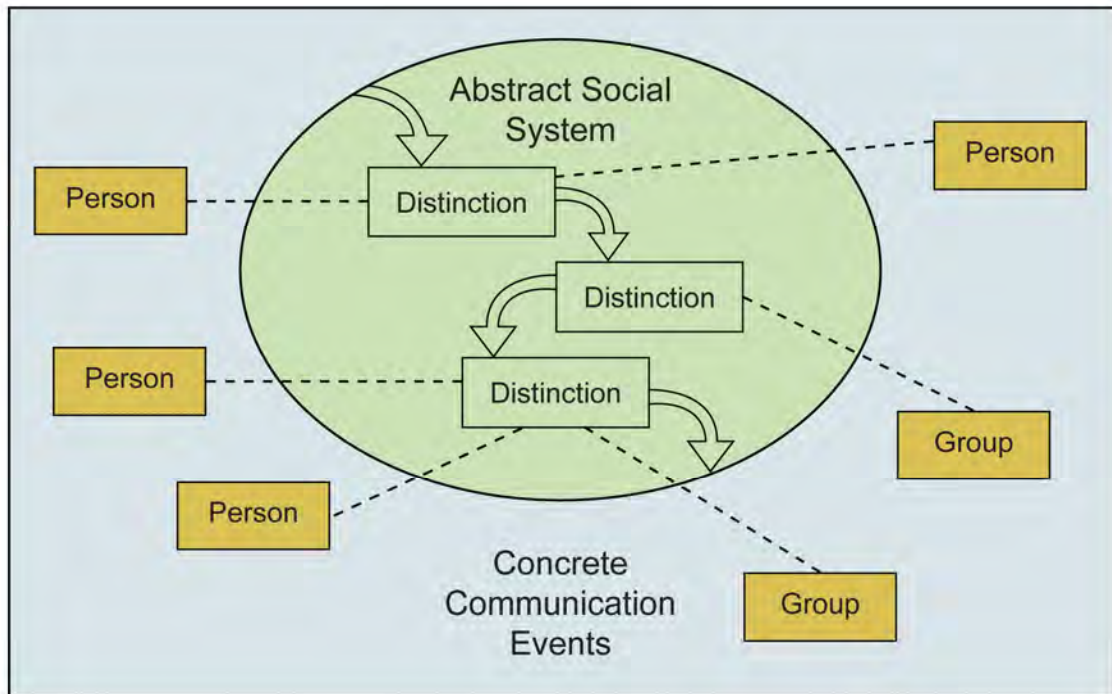 Abstract Social
System
Person
Person
Distinction
Distinction
Person
Distinction
Group
Person
Concrete
Communication
Events
Group